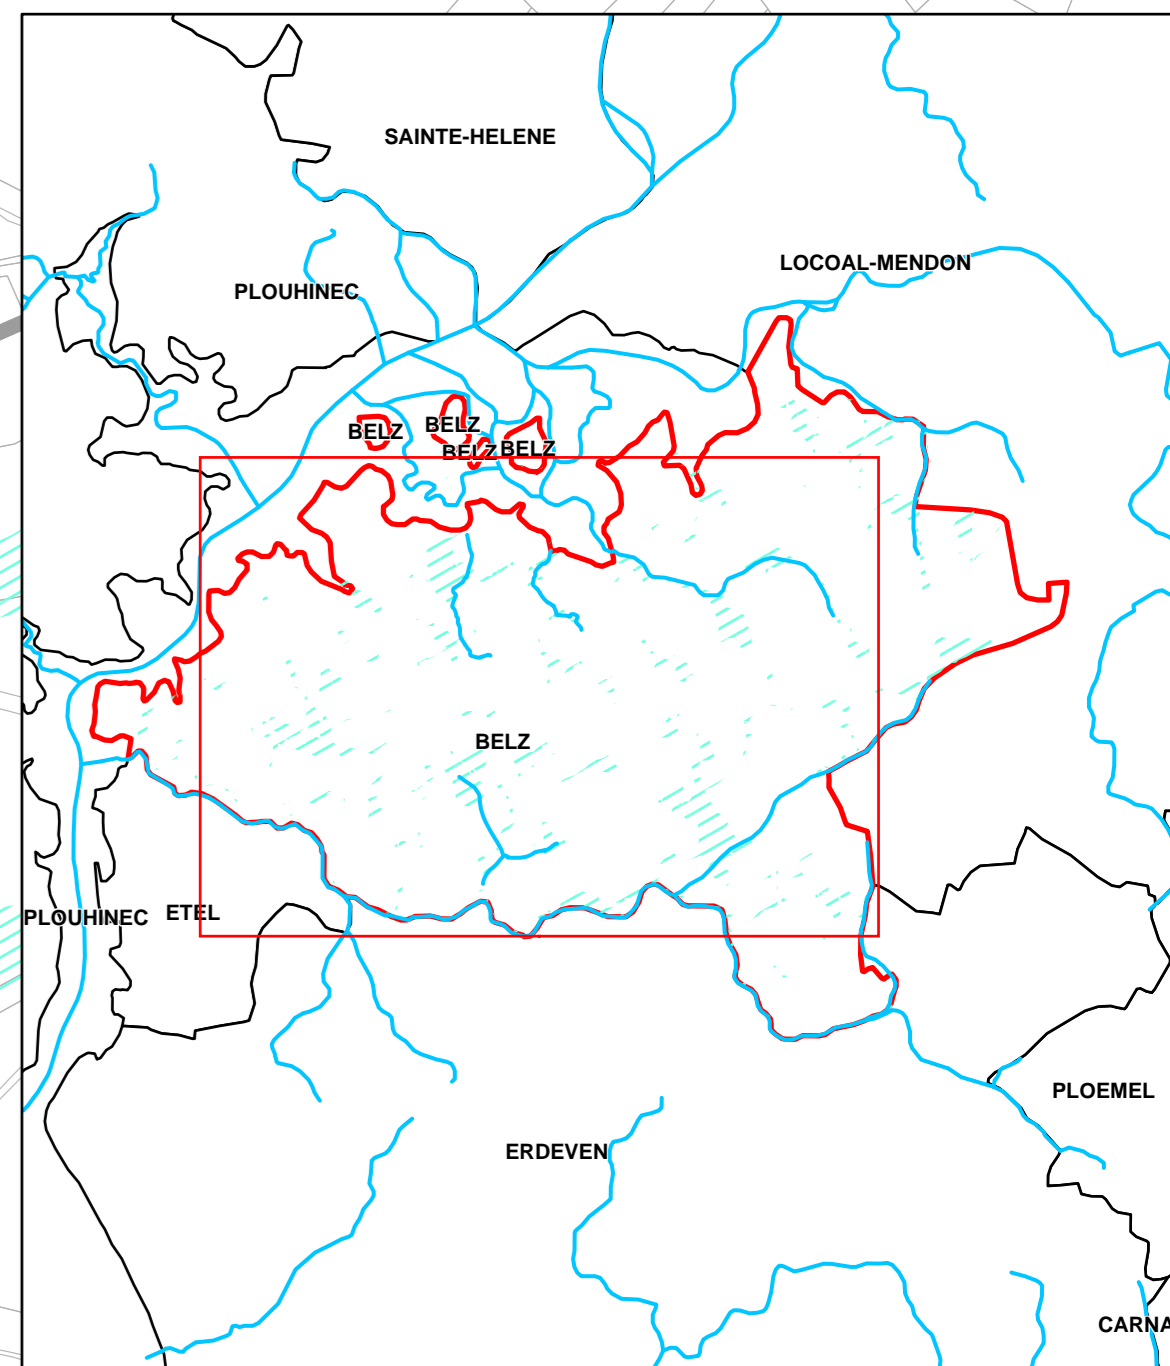 SAINTE-HELENE
LOCOAL-MENDON
PLOUHINEC
BELZ
BELZ
BELZ
BELZ
BELZ
PLOUHINEC
ETEL
PLOEMEL
ERDEVEN
CARNA